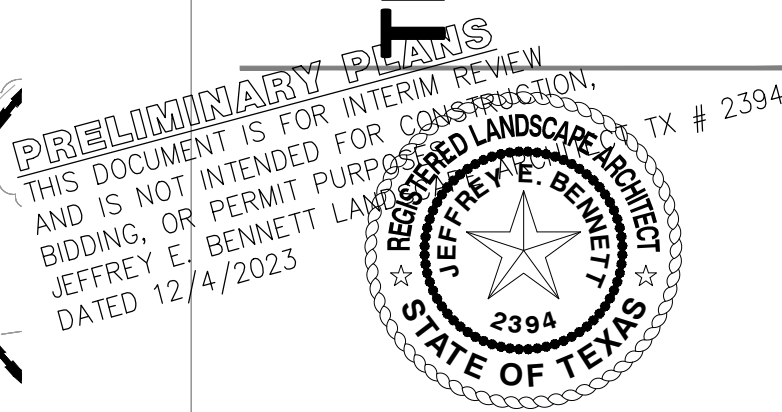 PRELIMINARY PLANS
THIS DOCUMENT IS FOR INTERIM REVIEW
AND IS NOT INTENDED FOR CONSTRUCTION,
BIDDING, OR PERMIT PURPOSES.
JEFFREY E. BENNETT LANDSCAPE ARCHITECT TX # 2394
DATED 12/4/2023
REGISTERED LANDSCAPE ARCHITECT
JEFFREY E. BENNETT
2394
STATE OF TEXAS